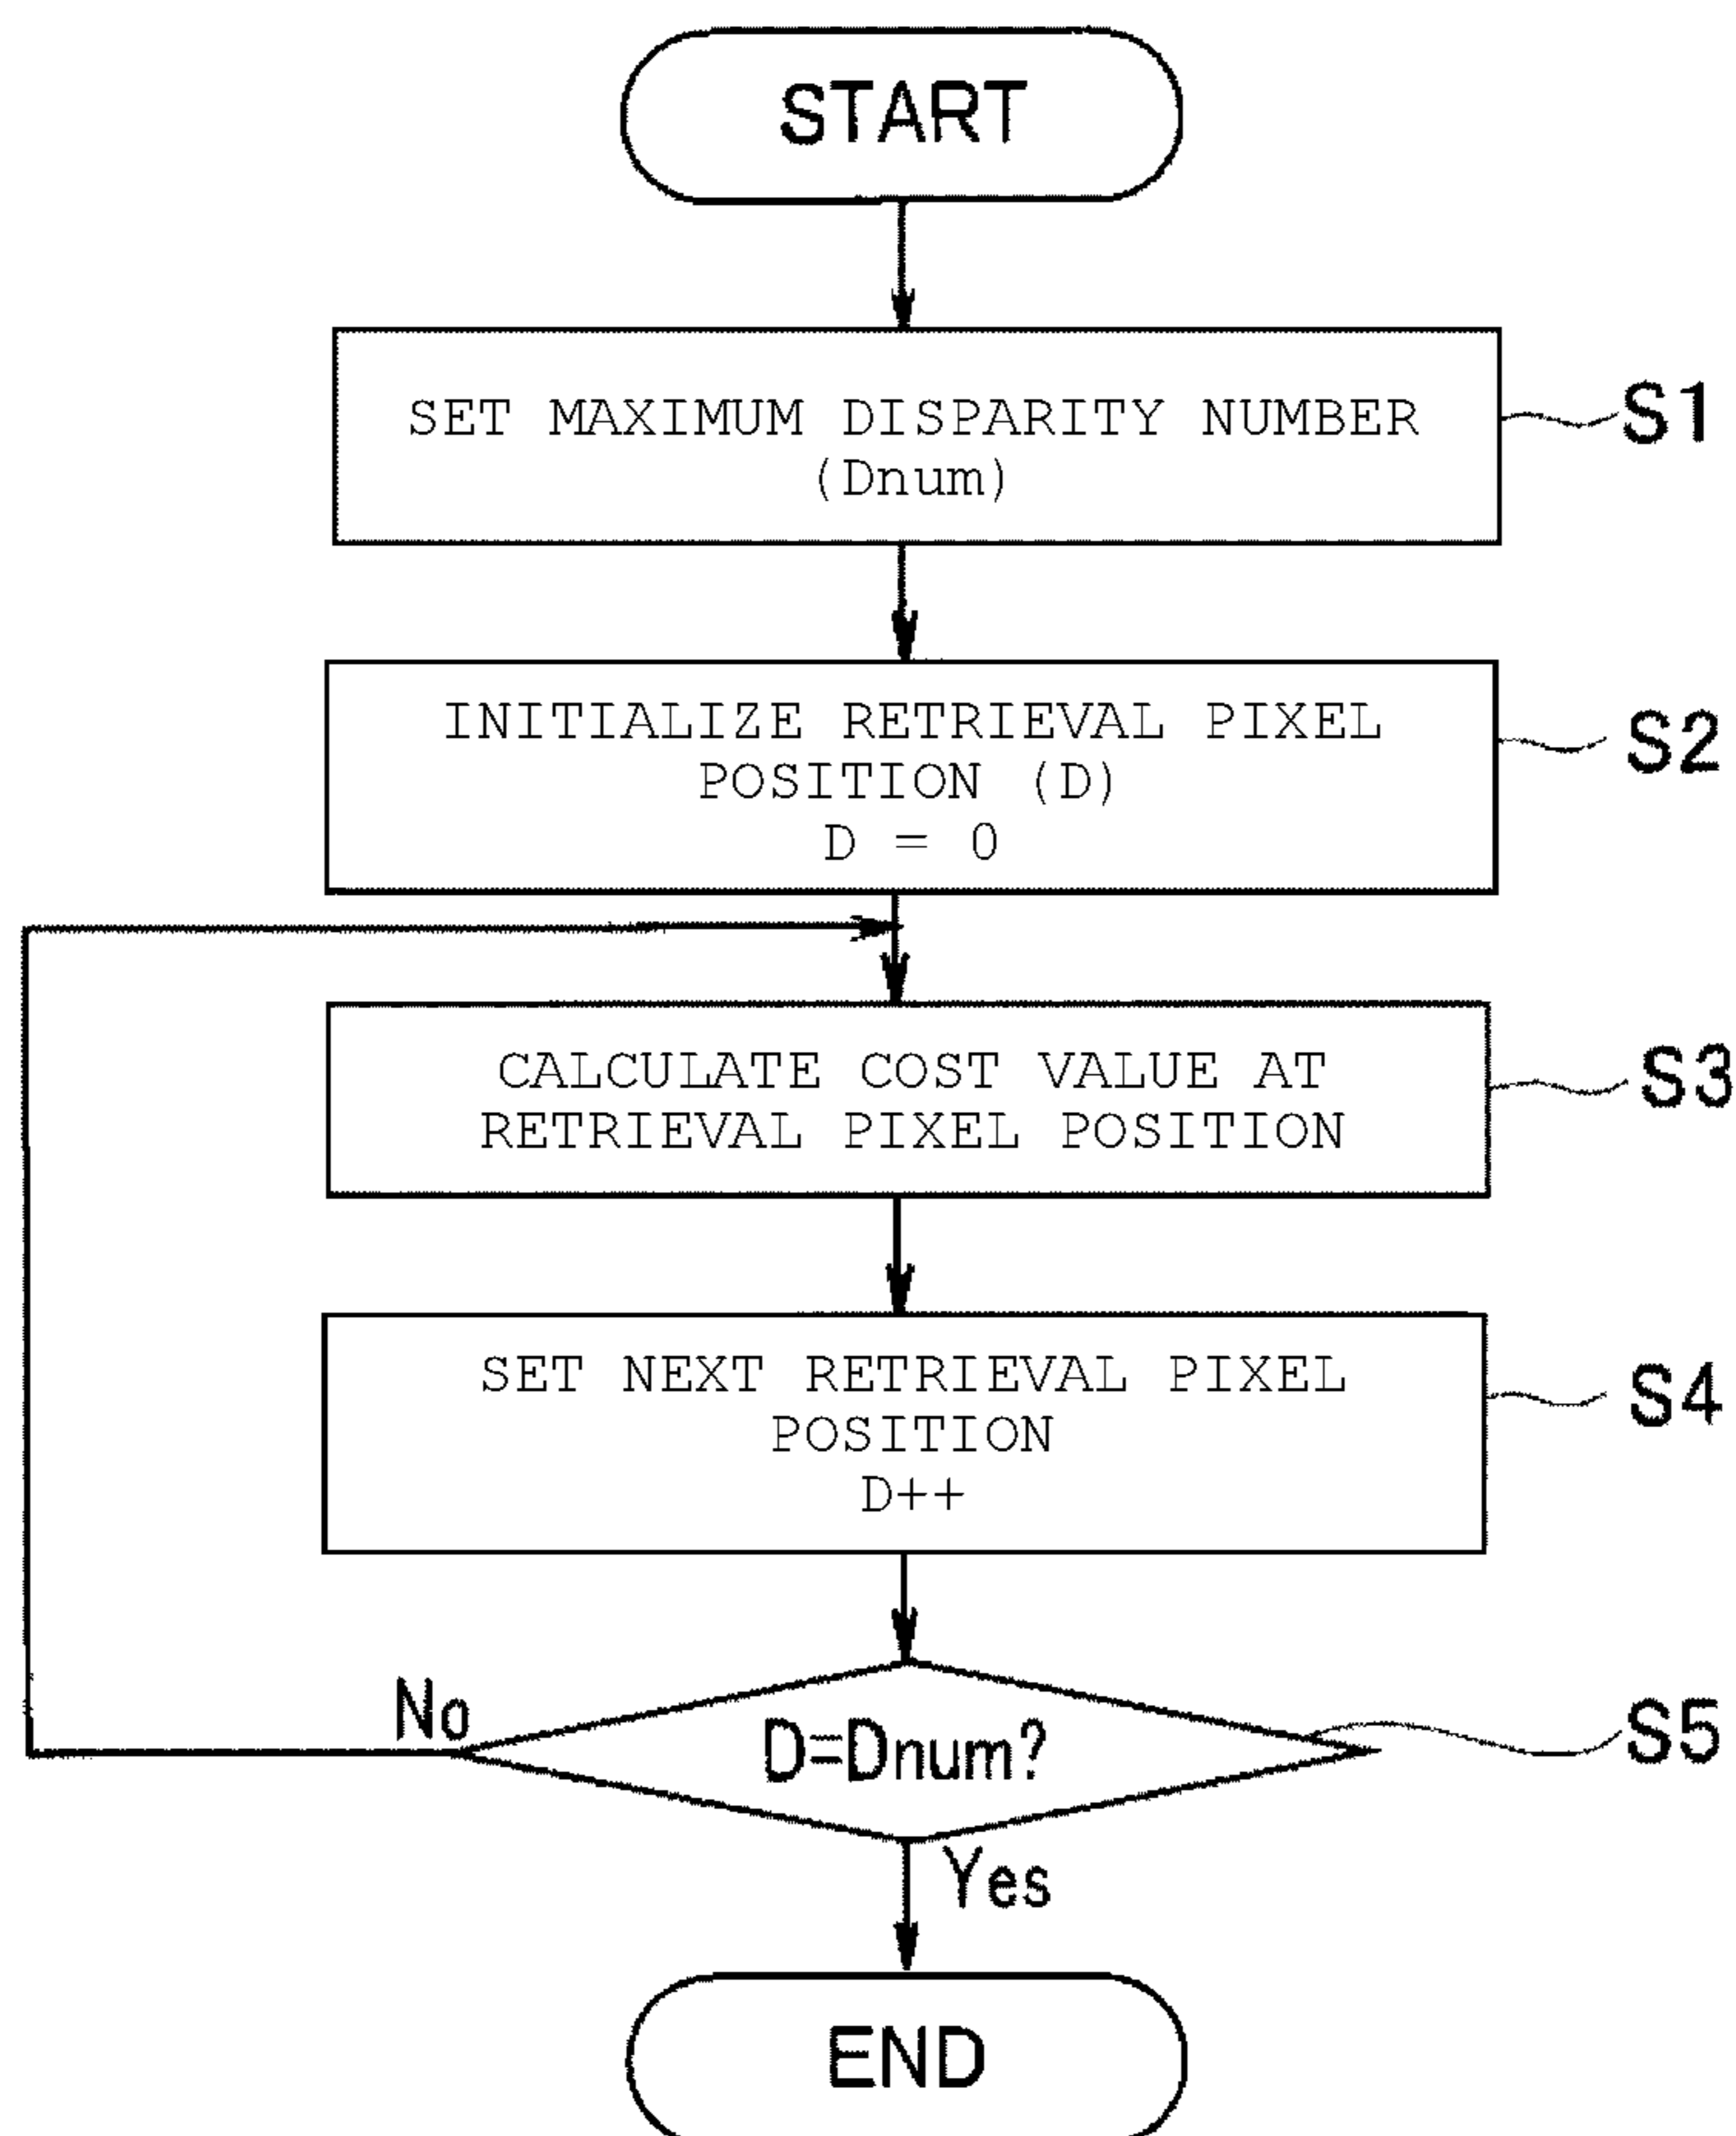 START
SET MAXIMUM DISPARITY NUMBER
(Dnum)
S1
INITIALIZE RETRIEVAL PIXEL
POSITION (D)
D = 0
S2
CALCULATE COST VALUE AT
RETRIEVAL PIXEL POSITION
S3
SET NEXT RETRIEVAL PIXEL
POSITION
D++
S4
No
D=Dnum?
S5
Yes
END